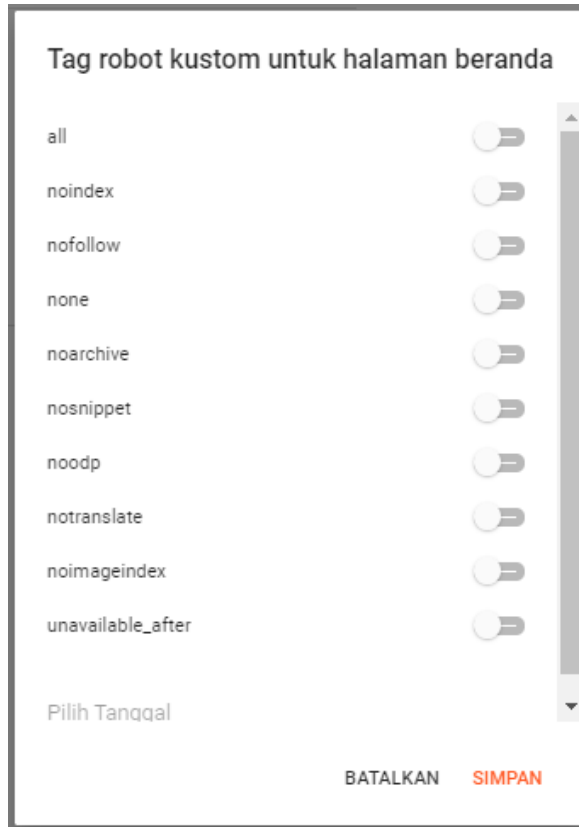 Tag robot kustom untuk halaman beranda
all
noindex
nofollow
none
noarchive
nosnippet
noodp
notranslate
noimageindex
unavailable_after
Pilih Tanggal
BATALKAN SIMPAN